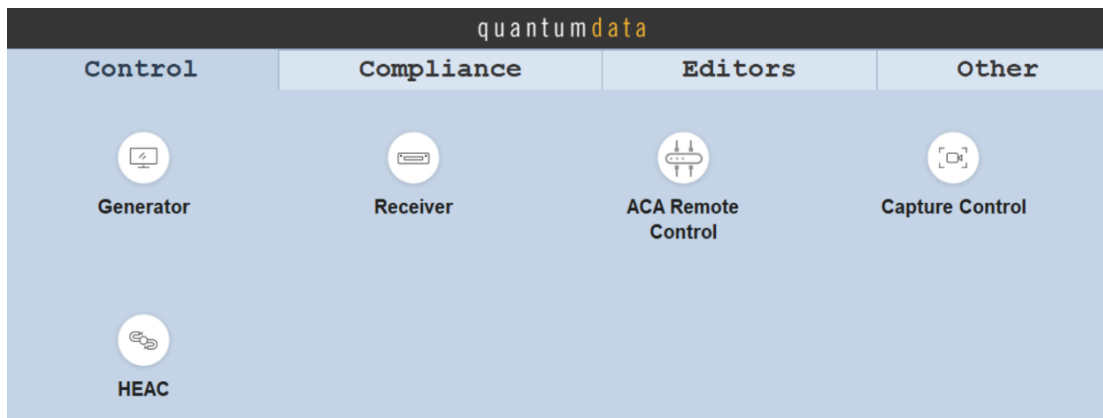 quantumdata
Control Compliance Editors Other
Generator Receiver ACA Remote Control Capture Control
HEAC